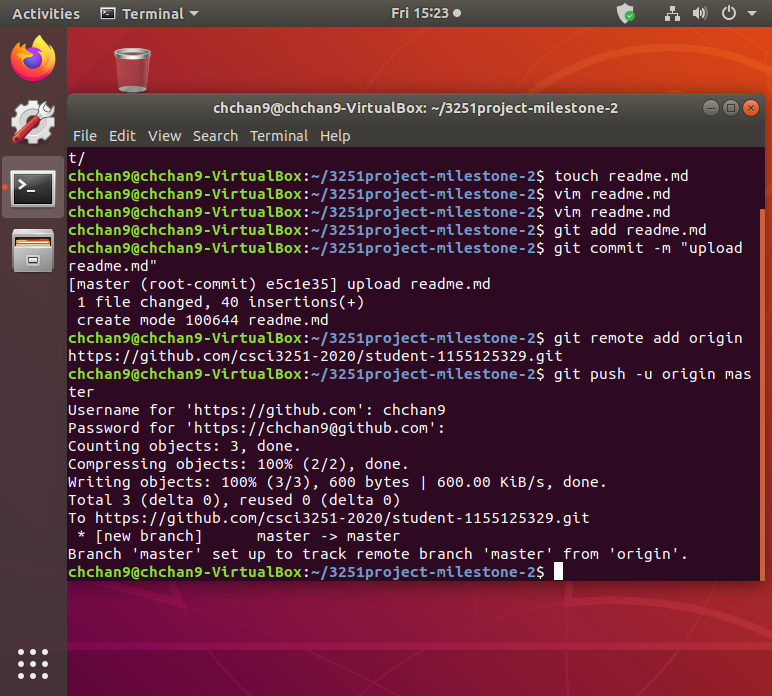 Activities Terminal Fri 15:23
chchan9@chchan9-VirtualBox: ~/3251project-milestone-2
File Edit View Search Terminal Help
t/
chchan9@chchan9-VirtualBox:~/3251project-milestone-2$ touch readme.md
chchan9@chchan9-VirtualBox:~/3251project-milestone-2$ vim readme.md
chchan9@chchan9-VirtualBox:~/3251project-milestone-2$ vim readme.md
chchan9@chchan9-VirtualBox:~/3251project-milestone-2$ git add readme.md
chchan9@chchan9-VirtualBox:~/3251project-milestone-2$ git commit -m "upload
readme.md"
[master (root-commit) e5c1e35] upload readme.md
 1 file changed, 40 insertions(+)
 create mode 100644 readme.md
chchan9@chchan9-VirtualBox:~/3251project-milestone-2$ git remote add origin
https://github.com/csci3251-2020/student-1155125329.git
chchan9@chchan9-VirtualBox:~/3251project-milestone-2$ git push -u origin mas
ter
Username for 'https://github.com': chchan9
Password for 'https://chchan9@github.com':
Counting objects: 3, done.
Compressing objects: 100% (2/2), done.
Writing objects: 100% (3/3), 600 bytes | 600.00 KiB/s, done.
Total 3 (delta 0), reused 0 (delta 0)
To https://github.com/csci3251-2020/student-1155125329.git
 * [new branch]      master -> master
Branch 'master' set up to track remote branch 'master' from 'origin'.
chchan9@chchan9-VirtualBox:~/3251project-milestone-2$